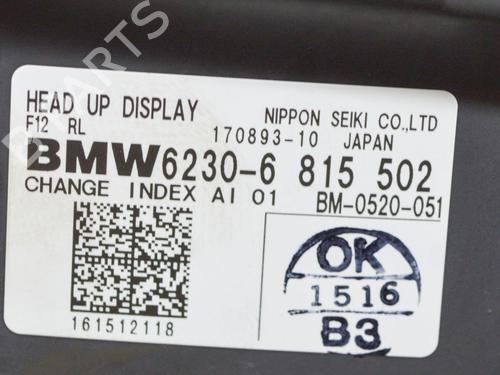 HEAD UP DISPLAY
NIPPON SEIKI CO.,LTD
F12 RL
170893-10 JAPAN
BMW6230-6 815 502
CHANGE INDEX AI 01
BM-0520-051
OK
1516
B3
161512118
PARTS